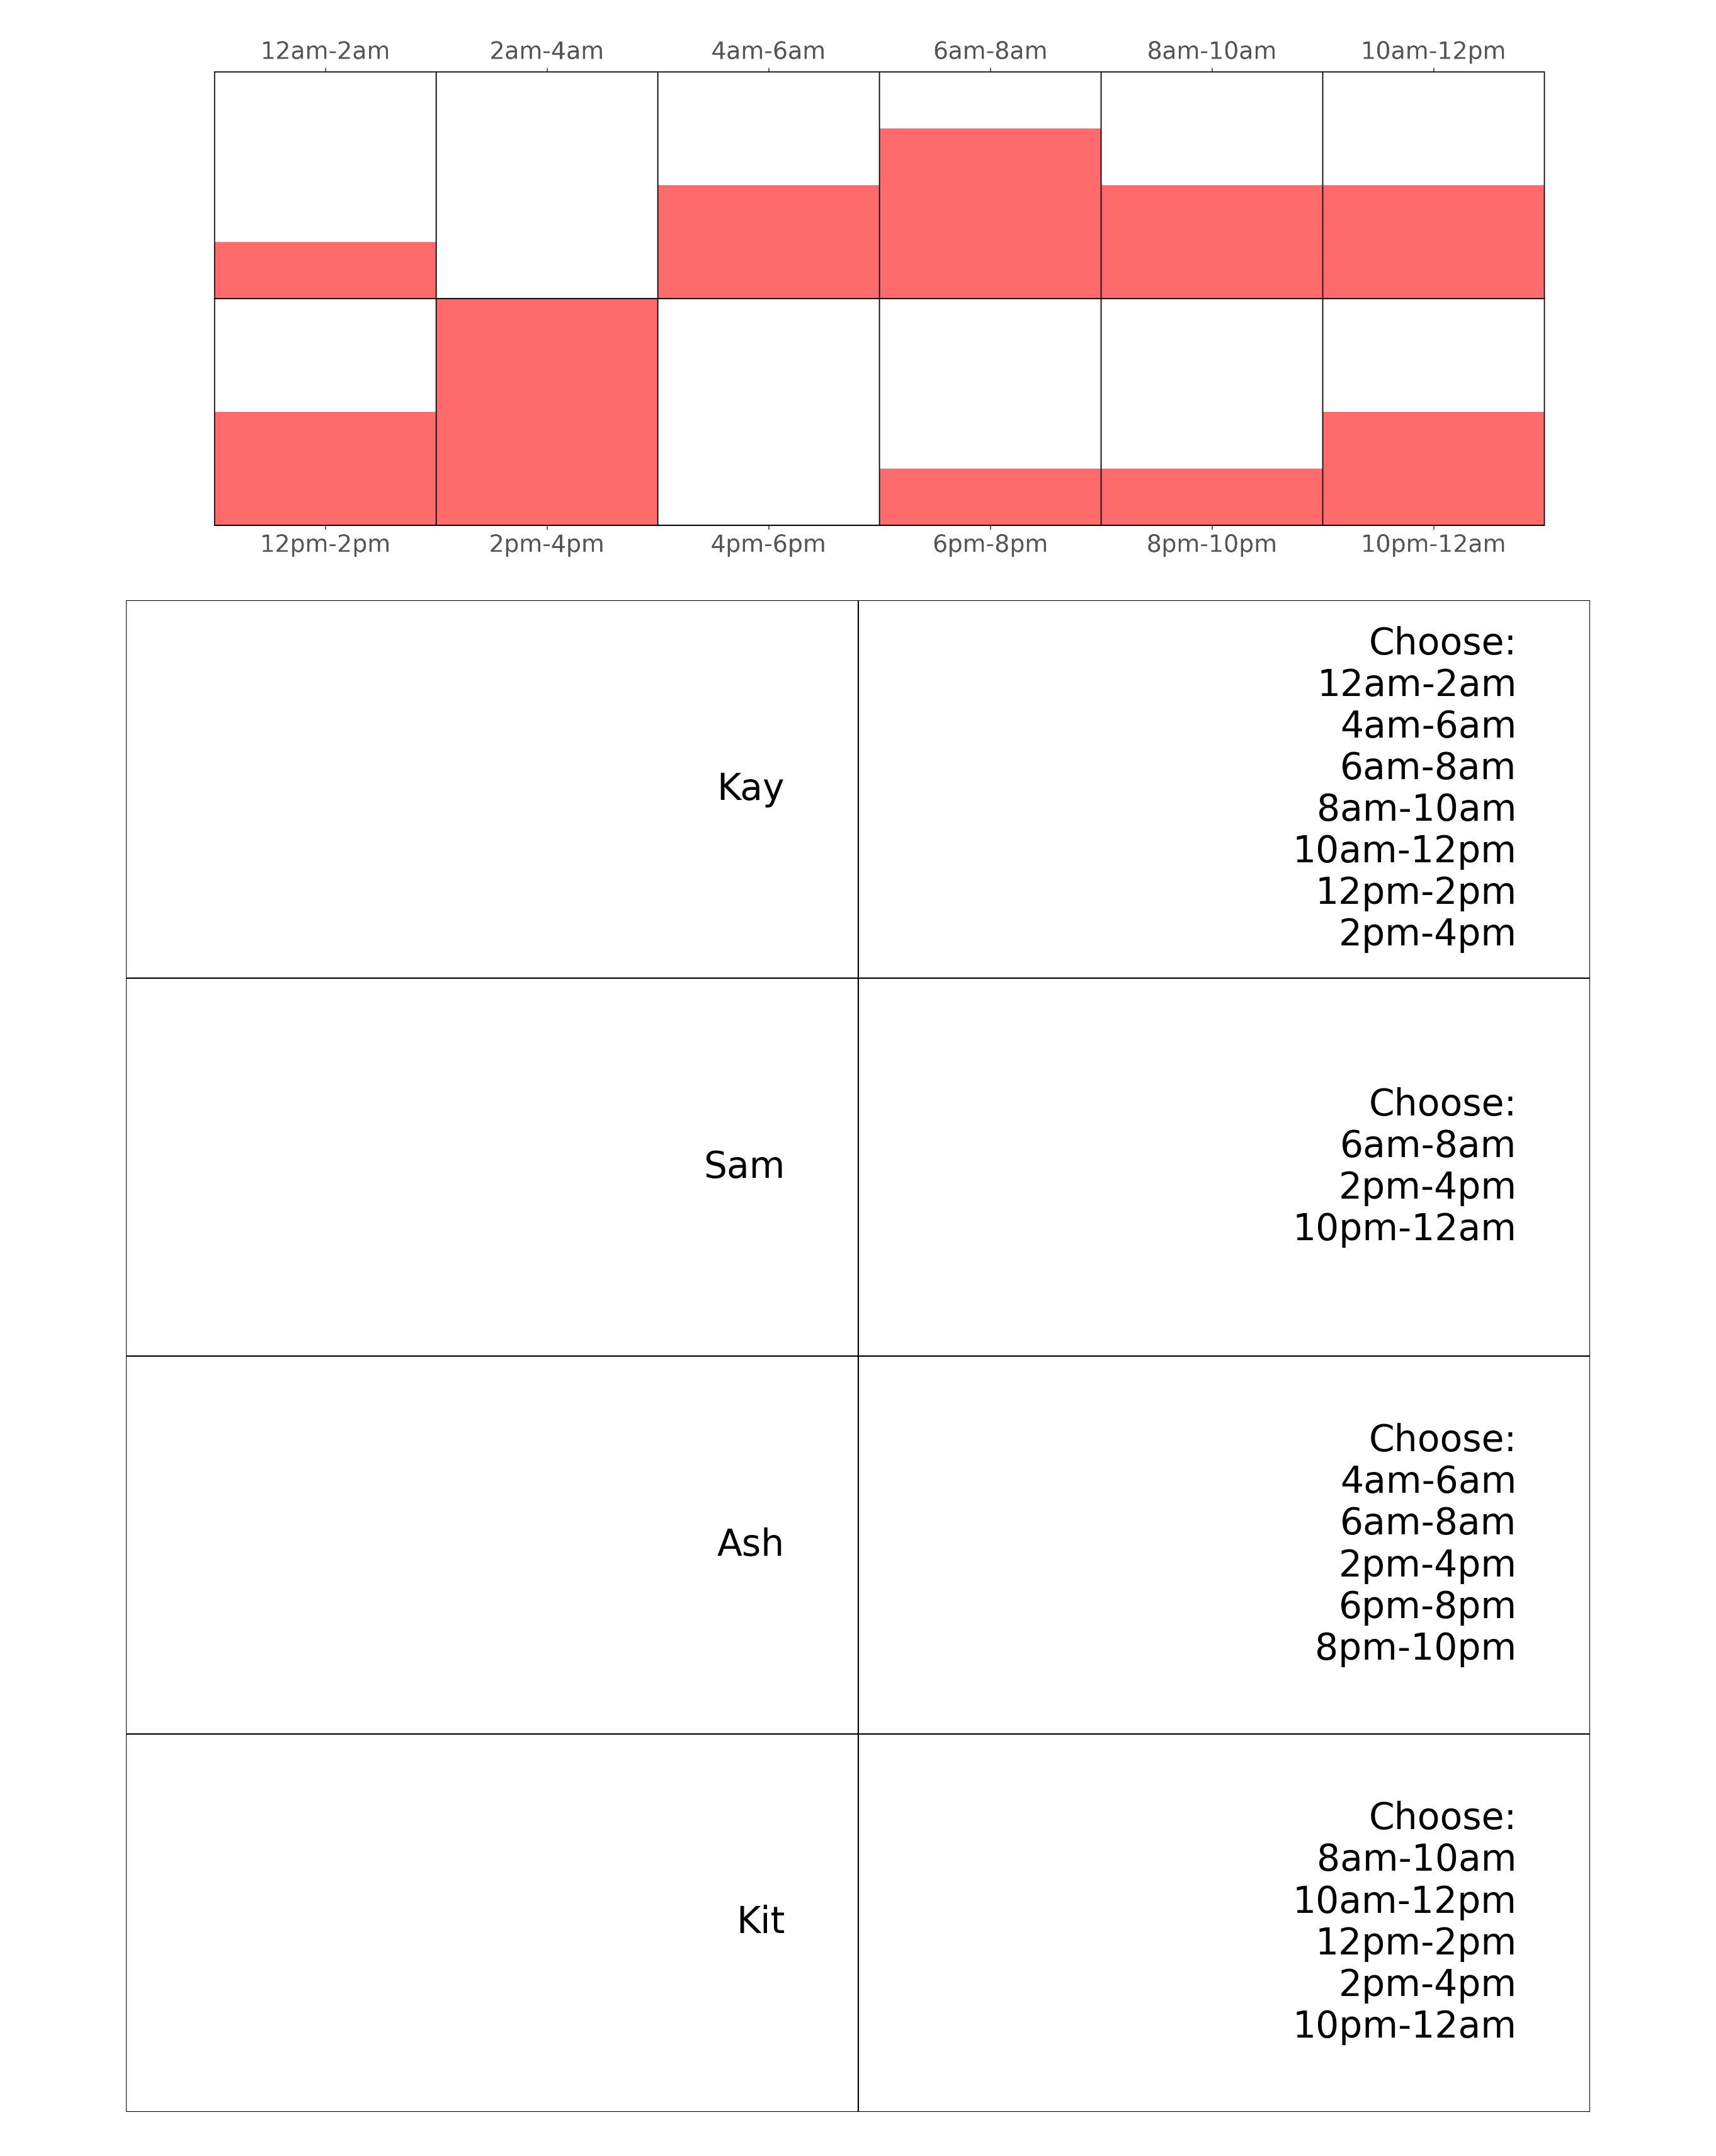 12am-2am 2am-4am 4am-6am 6am-8am 8am-10am 10am-12pm
12pm-2pm 2pm-4pm 4pm-6pm 6pm-8pm 8pm-10pm 10pm-12am
Kay
Choose:
12am-2am
4am-6am
6am-8am
8am-10am
10am-12pm
12pm-2pm
2pm-4pm
Sam
Choose:
6am-8am
2pm-4pm
10pm-12am
Ash
Choose:
4am-6am
6am-8am
2pm-4pm
6pm-8pm
8pm-10pm
Kit
Choose:
8am-10am
10am-12pm
12pm-2pm
2pm-4pm
10pm-12am